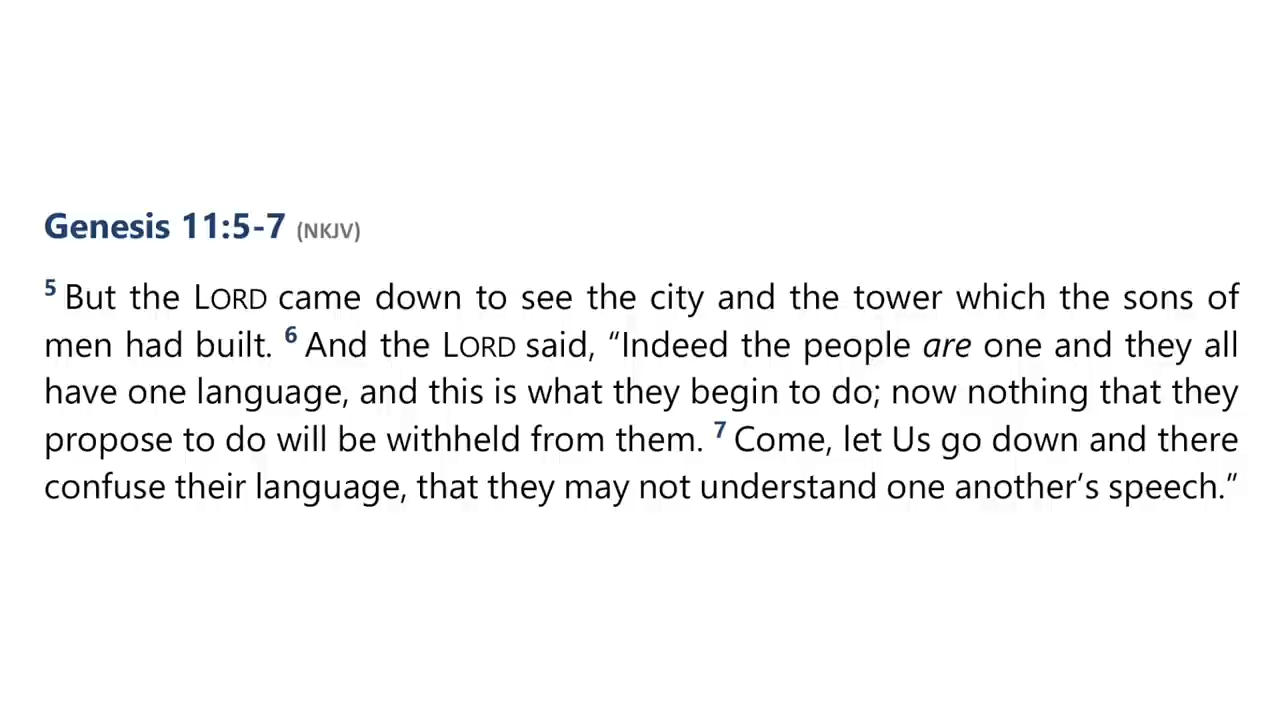 Genesis 11:5-7 (NKJV)
5 But the LORD came down to see the city and the tower which the sons of
men had built. 6 And the LORD said, “Indeed the people are one and they all
have one language, and this is what they begin to do; now nothing that they
propose to do will be withheld from them. 7 Come, let Us go down and there
confuse their language, that they may not understand one another’s speech.”